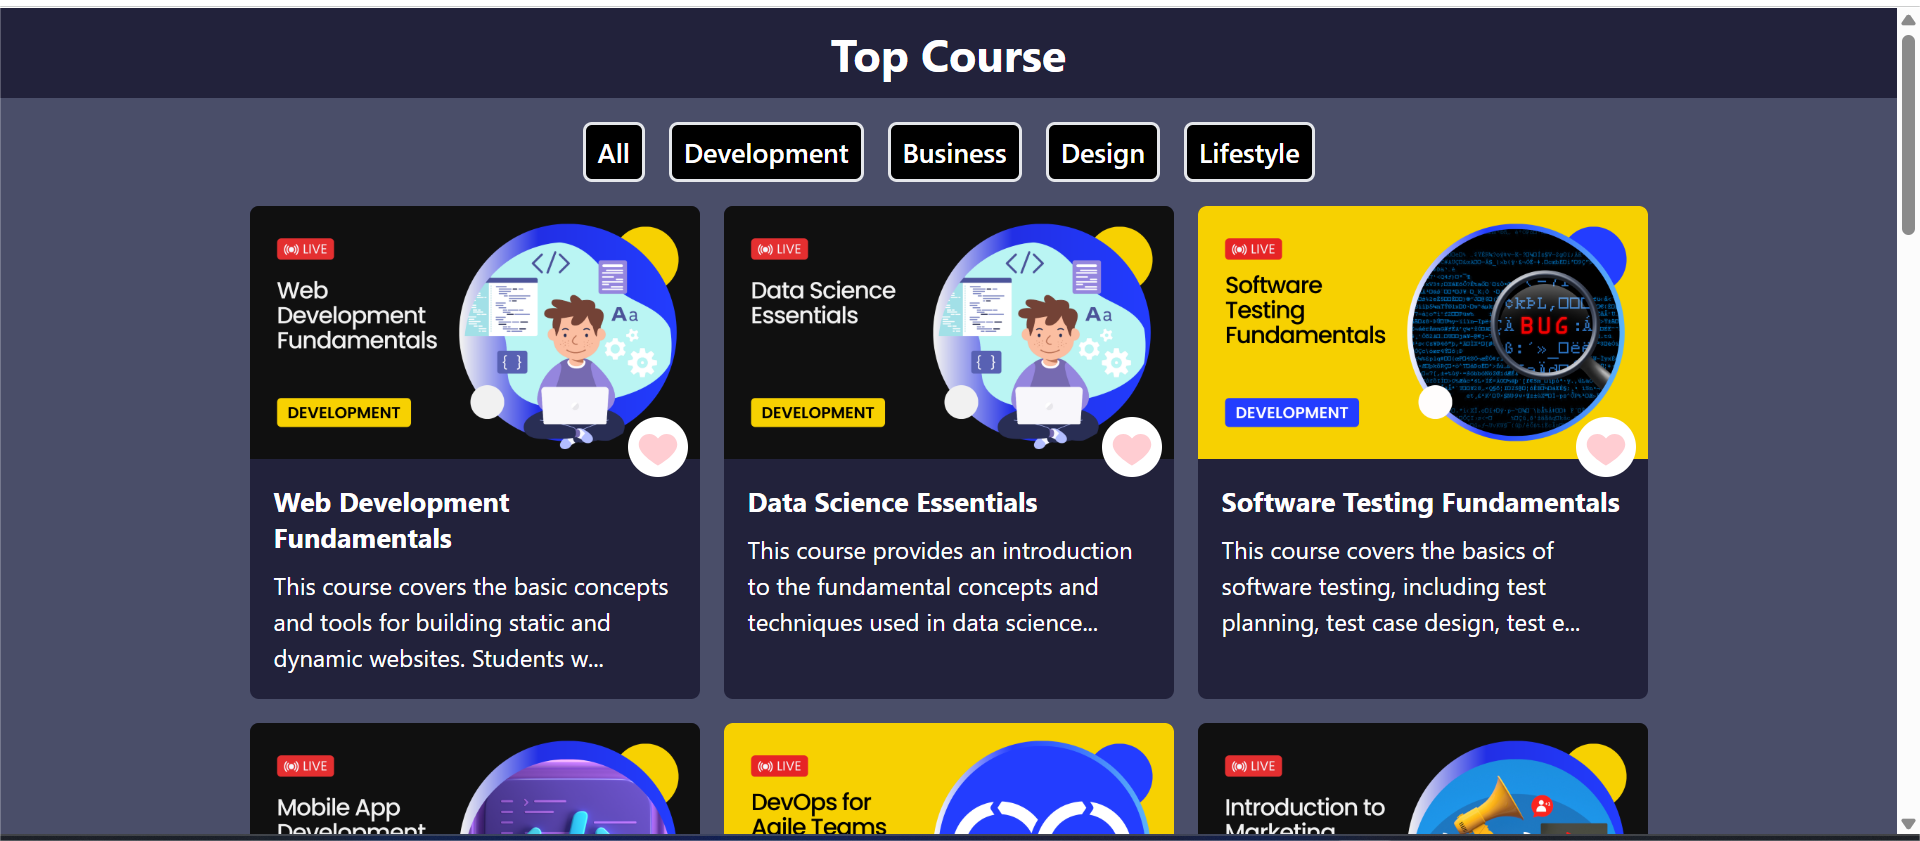 Top Course
All
Development
Business
Design
Lifestyle
LIVE
Web
Development
Fundamentals
</>
Aa
{ }
DEVELOPMENT
LIVE
Data Science
Essentials
</>
Aa
{ }
DEVELOPMENT
LIVE
Software
Testing
Fundamentals
BUG
DEVELOPMENT
Web Development
Fundamentals
This course covers the basic concepts
and tools for building static and
dynamic websites. Students w...
Data Science Essentials
This course provides an introduction
to the fundamental concepts and
techniques used in data science...
Software Testing Fundamentals
This course covers the basics of
software testing, including test
planning, test case design, test e...
LIVE
Mobile App
Development
LIVE
DevOps for
Agile Teams
LIVE
Introduction to
Marketing